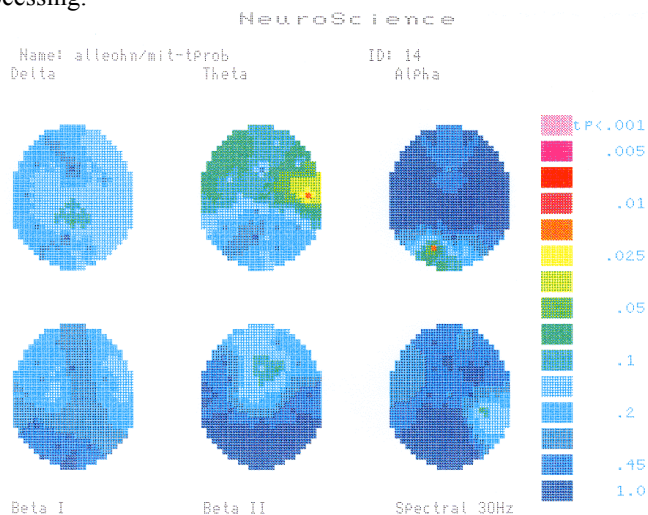 cessing.
NeuroScience
Name: alleohn/mit-tProb ID: 14
Delta Theta Alpha
tP<.001
.005
.01
.025
.05
.1
.2
.45
1.0
Beta I Beta II Spectral 30Hz